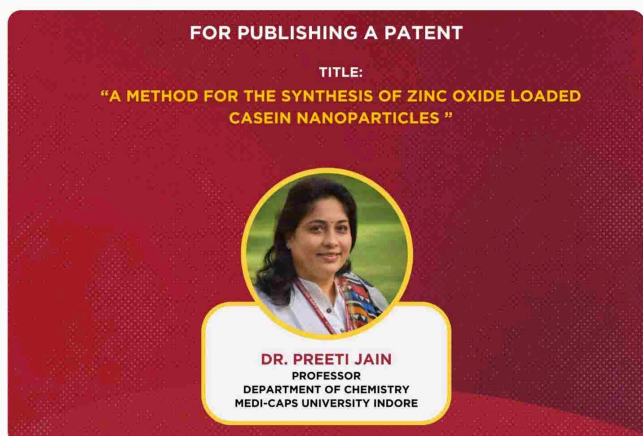 FOR PUBLISHING A PATENT
TITLE:
“A METHOD FOR THE SYNTHESIS OF ZINC OXIDE LOADED
CASEIN NANOPARTICLES ”
DR. PREETI JAIN
PROFESSOR
DEPARTMENT OF CHEMISTRY
MEDI-CAPS UNIVERSITY INDORE